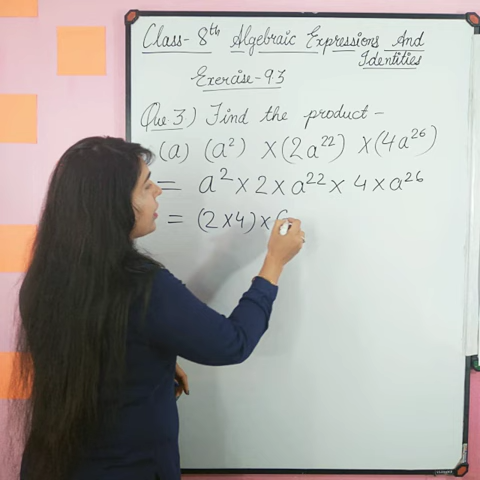 Class- 8th Algebraic Expressions And
Identities
Exercise-9.3
Que.3) Find the product-
(a) (a²) ×(2a²²) ×(4a²⁶)
= a² × 2 × a²² × 4 × a²⁶
= (2×4)×(